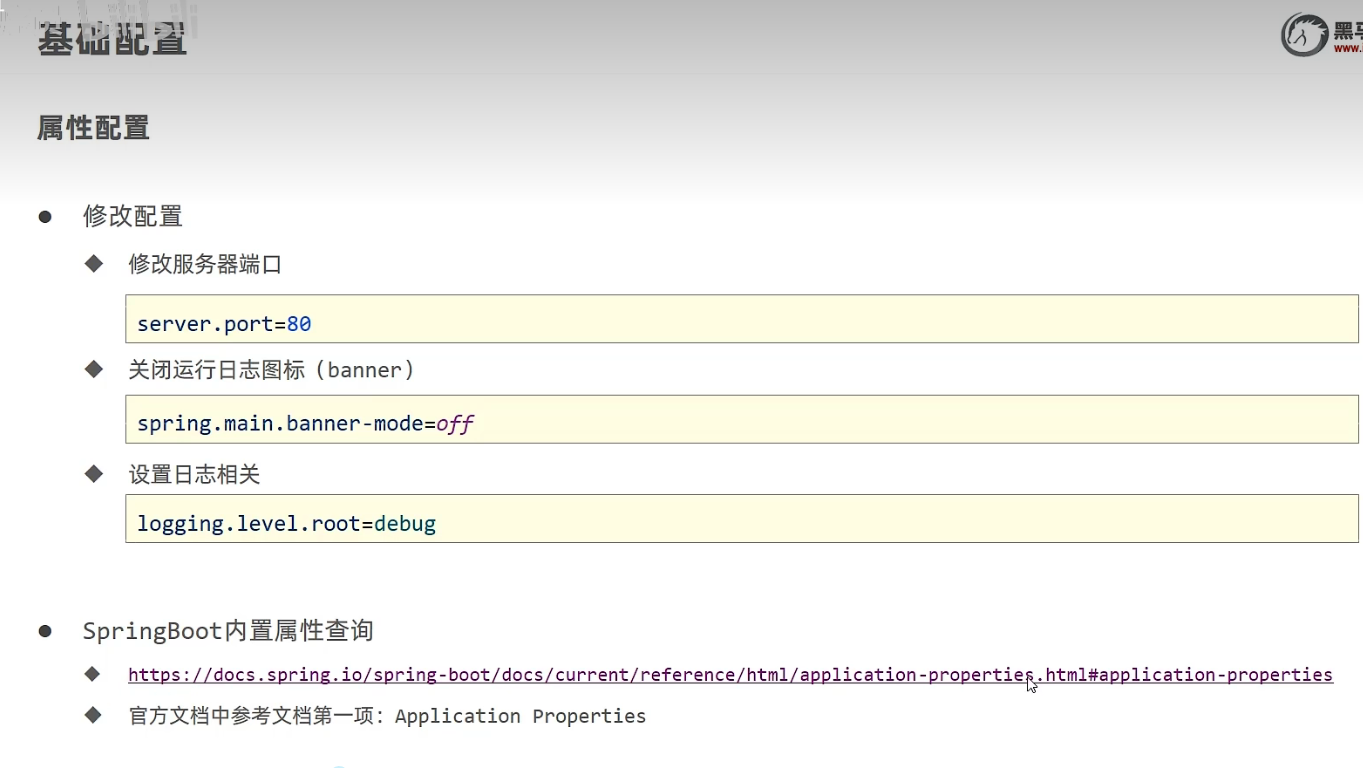 基础配置
黑马
www.
属性配置
修改配置
修改服务器端口
server.port=80
关闭运行日志图标（banner）
spring.main.banner-mode=off
设置日志相关
logging.level.root=debug
SpringBoot内置属性查询
https://docs.spring.io/spring-boot/docs/current/reference/html/application-properties.html#application-properties
官方文档中参考文档第一项：Application Properties